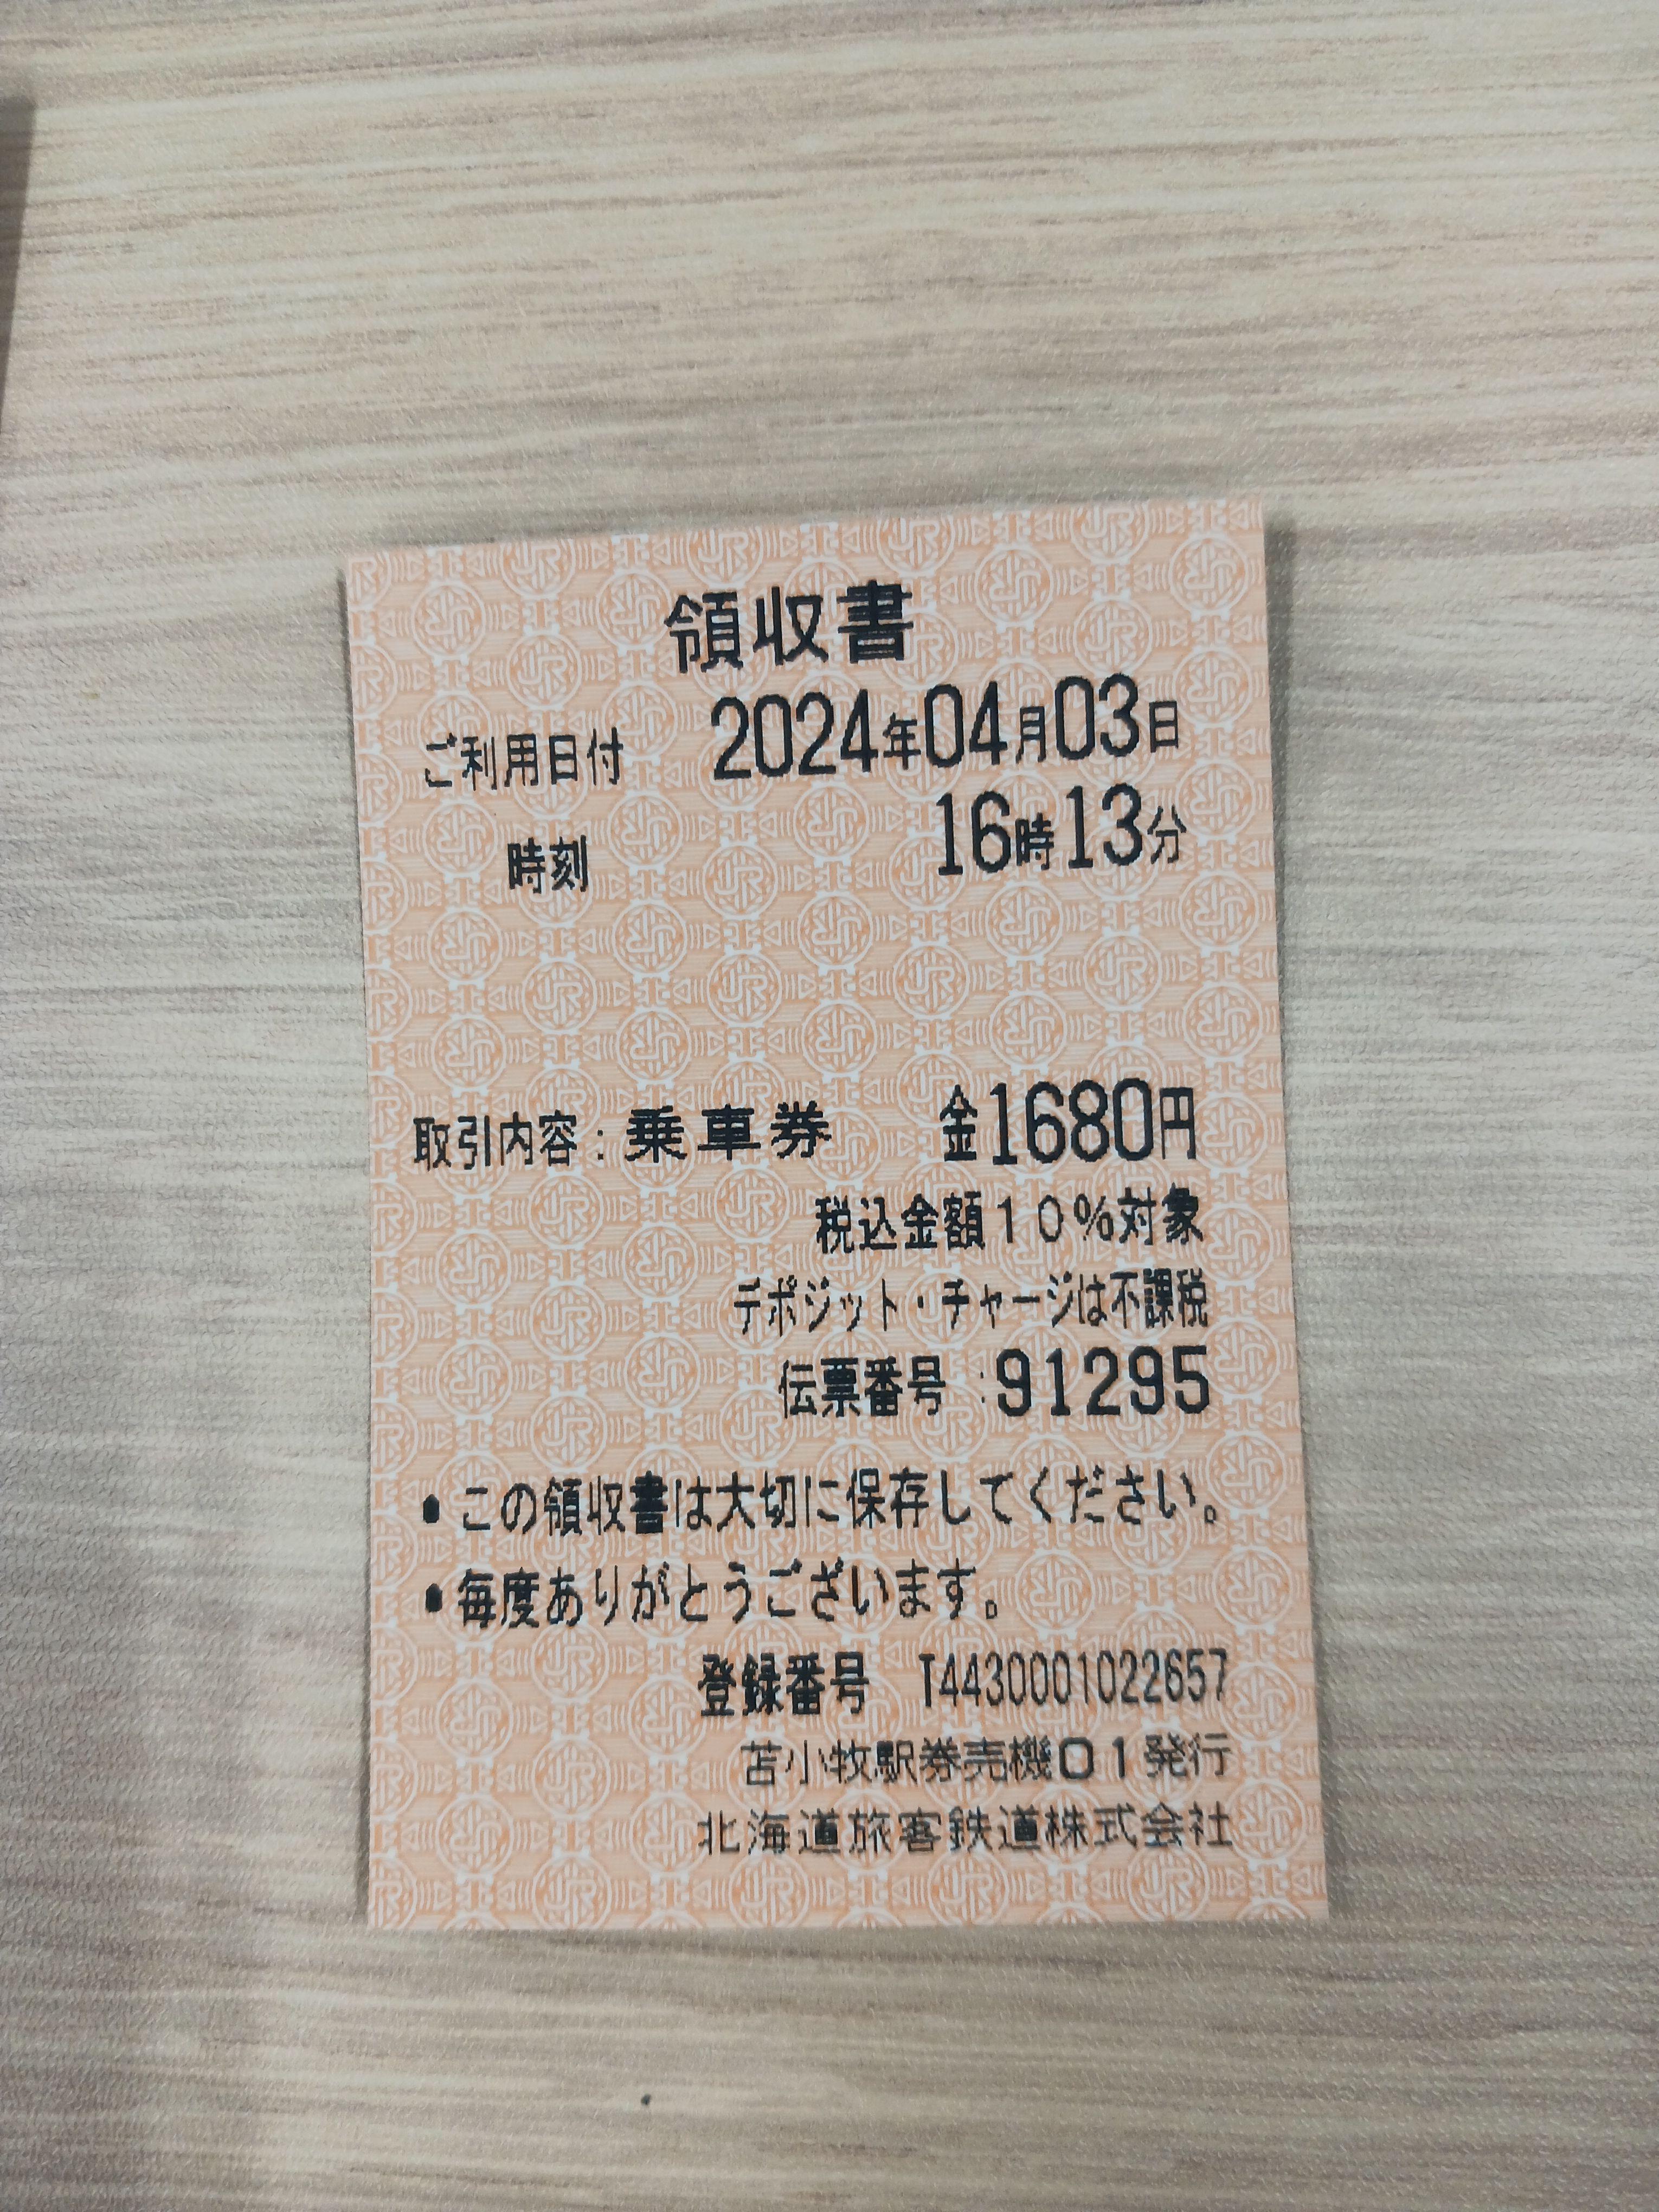 領収書
ご利用日付 2024年04月03日
時刻 16時13分
取引内容:乗車券 金1680円
税込金額10%対象
デポジット・チャージは不課税
伝票番号:91295
•この領収書は大切に保存してください。
•毎度ありがとうございます。
登録番号 T4430001022657
苫小牧駅券売機01発行
北海道旅客鉄道株式会社